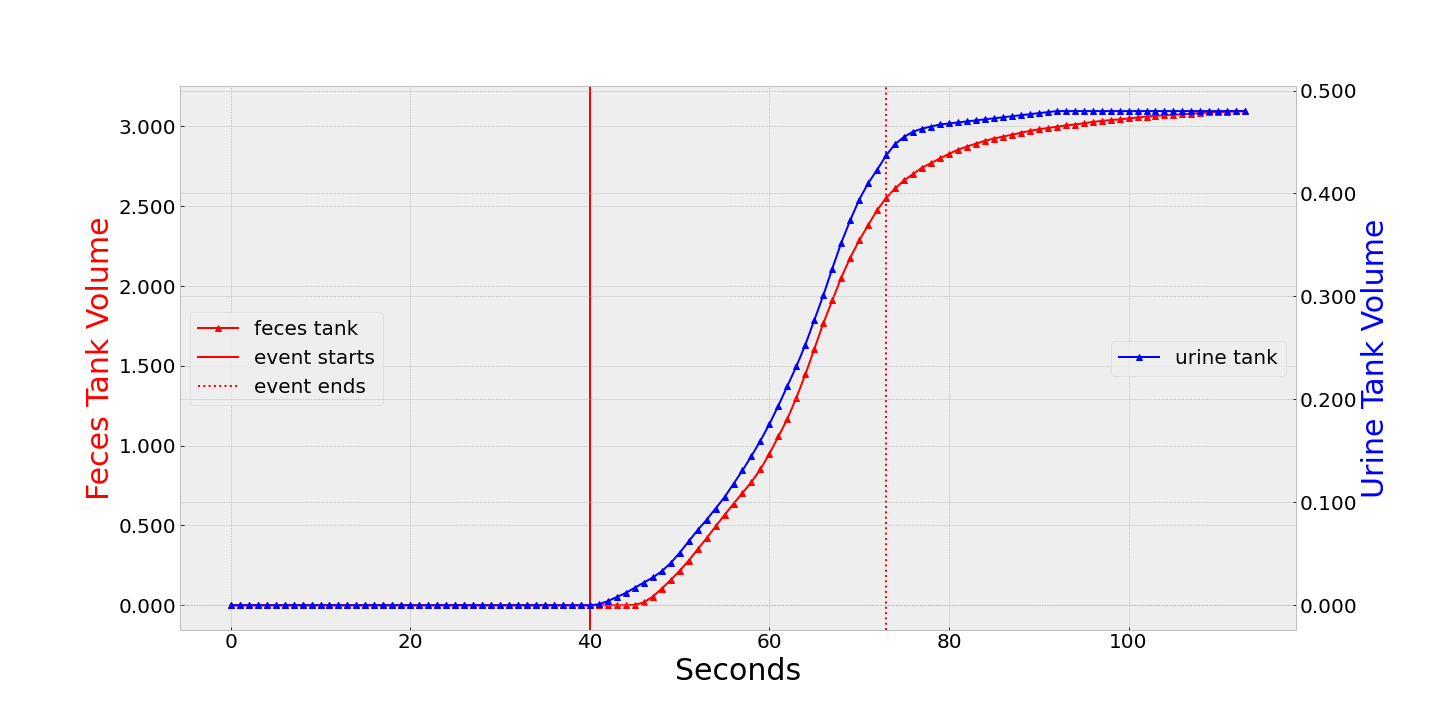 Feces Tank Volume
3.000
2.500
2.000
1.500
1.000
0.500
0.000
feces tank
event starts
event ends
urine tank
0.500
0.400
0.300
0.200
0.100
0.000
Urine Tank Volume
0 20 40 60 80 100
Seconds